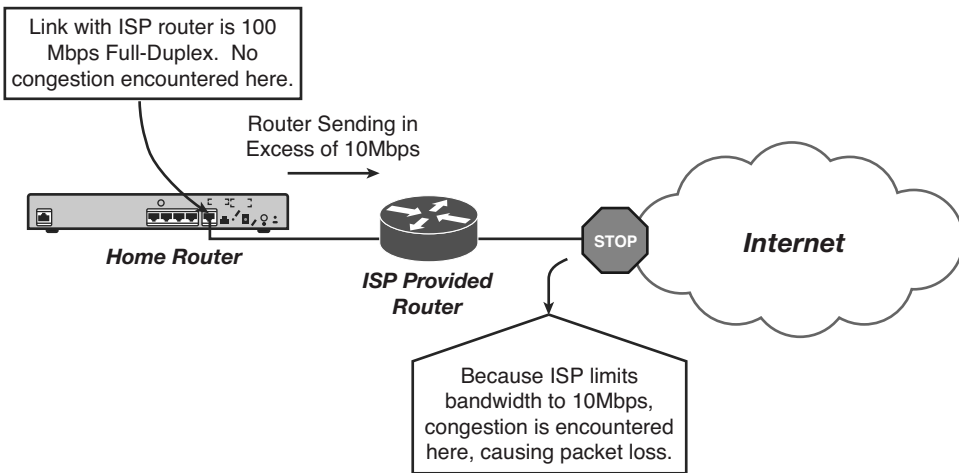 Link with ISP router is 100
Mbps Full-Duplex. No
congestion encountered here.
Router Sending in
Excess of 10Mbps
Home Router
ISP Provided
Router
STOP
Internet
Because ISP limits
bandwidth to 10Mbps,
congestion is encountered
here, causing packet loss.